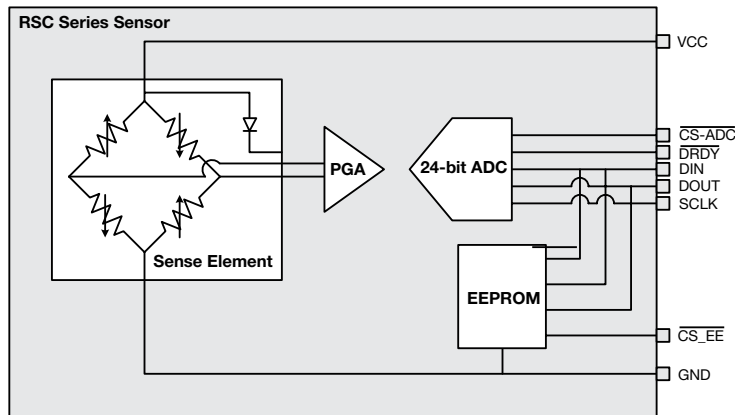 RSC Series Sensor
VCC
CS-ADC
DRDY
DIN
DOUT
SCLK
PGA
24-bit ADC
Sense Element
EEPROM
CS_EE
GND